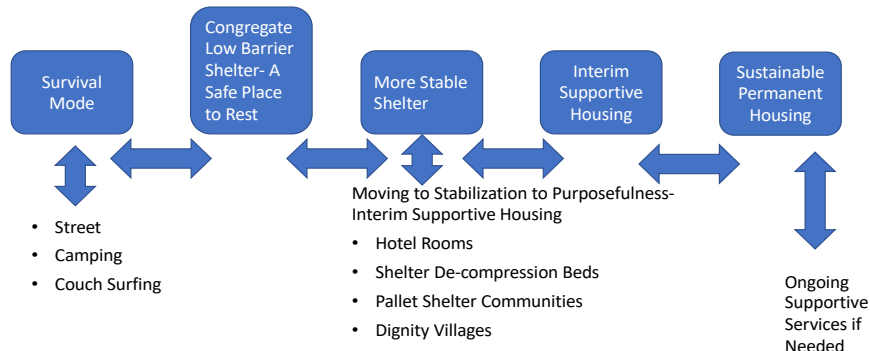 Survival
Mode
Congregate
Low Barrier
Shelter- A
Safe Place
to Rest
More Stable
Shelter
Interim
Supportive
Housing
Sustainable
Permanent
Housing
• Street
• Camping
• Couch Surfing
Moving to Stabilization to Purposefulness-
Interim Supportive Housing
• Hotel Rooms
• Shelter De-compression Beds
• Pallet Shelter Communities
• Dignity Villages
Ongoing
Supportive
Services if
Needed